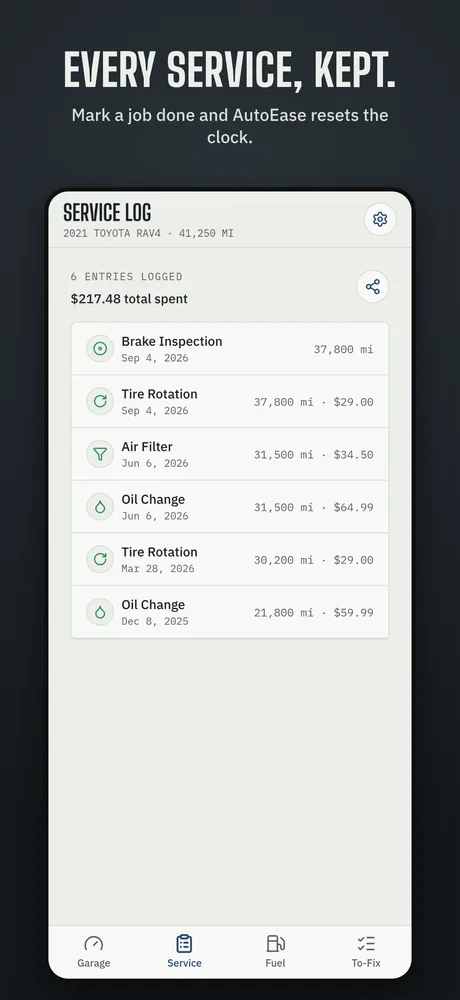 EVERY SERVICE, KEPT.
Mark a job done and AutoEase resets the
clock.
SERVICE LOG
2021 TOYOTA RAV4 · 41,250 MI
6 ENTRIES LOGGED
$217.48 total spent
Brake Inspection
Sep 4, 2026
37,800 mi
Tire Rotation
Sep 4, 2026
37,800 mi · $29.00
Air Filter
Jun 6, 2026
31,500 mi · $34.50
Oil Change
Jun 6, 2026
31,500 mi · $64.99
Tire Rotation
Mar 28, 2026
30,200 mi · $29.00
Oil Change
Dec 8, 2025
21,800 mi · $59.99
Garage
Service
Fuel
To-Fix